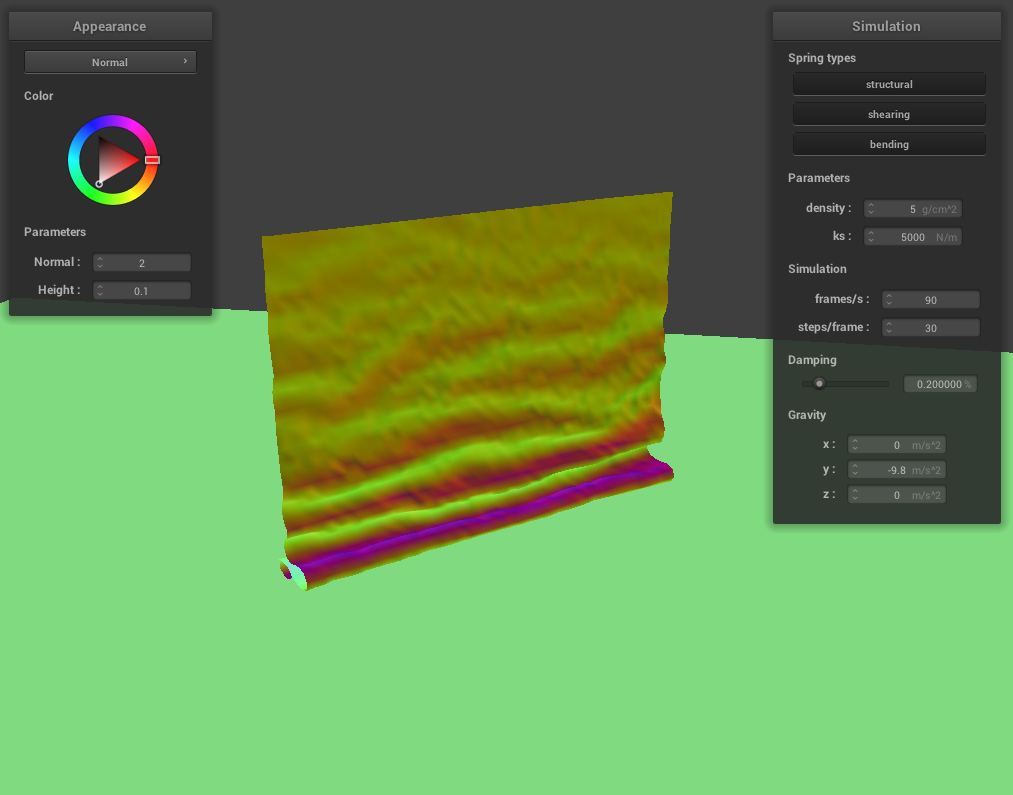 Appearance
Normal
Color
Parameters
Normal : 2
Height : 0.1
Simulation
Spring types
structural
shearing
bending
Parameters
density : 5 g/cm^2
ks : 5000 N/m
Simulation
frames/s : 90
steps/frame : 30
Damping
0.200000 %
Gravity
x : 0 m/s^2
y : -9.8 m/s^2
z : 0 m/s^2